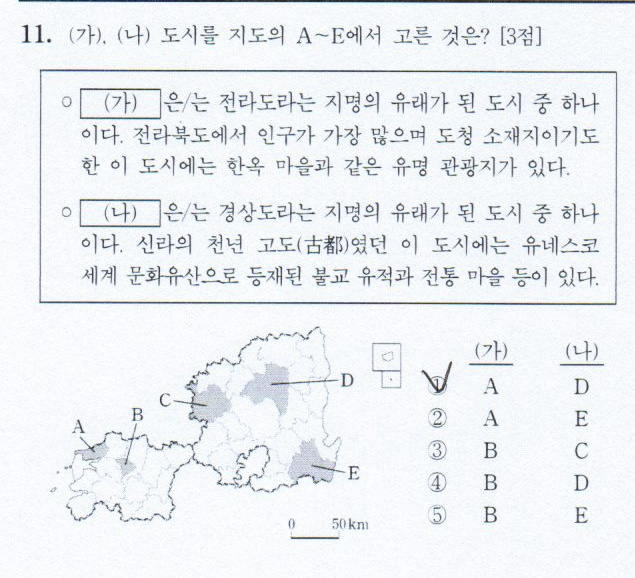 11. (가), (나) 도시를 지도의 A~E에서 고른 것은? [3점]
○ (가) 은/는 전라도라는 지명의 유래가 된 도시 중 하나
이다. 전라북도에서 인구가 가장 많으며 도청 소재지이기도
한 이 도시에는 한옥 마을과 같은 유명 관광지가 있다.
○ (나) 은/는 경상도라는 지명의 유래가 된 도시 중 하나
이다. 신라의 천년 고도(古都)였던 이 도시에는 유네스코
세계 문화유산으로 등재된 불교 유적과 전통 마을 등이 있다.
A
B
C
D
E
0 50km
(가) (나)
① A D
② A E
③ B C
④ B D
⑤ B E